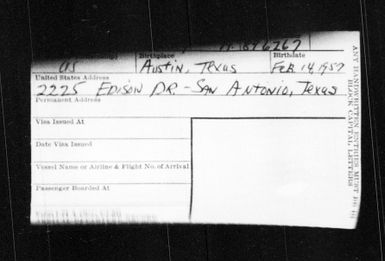 Birthplace Birthdate
US Austin, Texas Feb. 14, 1957
United States Address
2225 EDISON DR. - SAN ANTONIO, TEXAS
Permanent Address
Visa Issued At
Date Visa Issued
Vessel Name or Airline & Flight No. of Arrival
Passenger Boarded At
ANY HANDWRITTEN ENTRIES MUST BE IN
BLOCK CAPITAL LETTERS